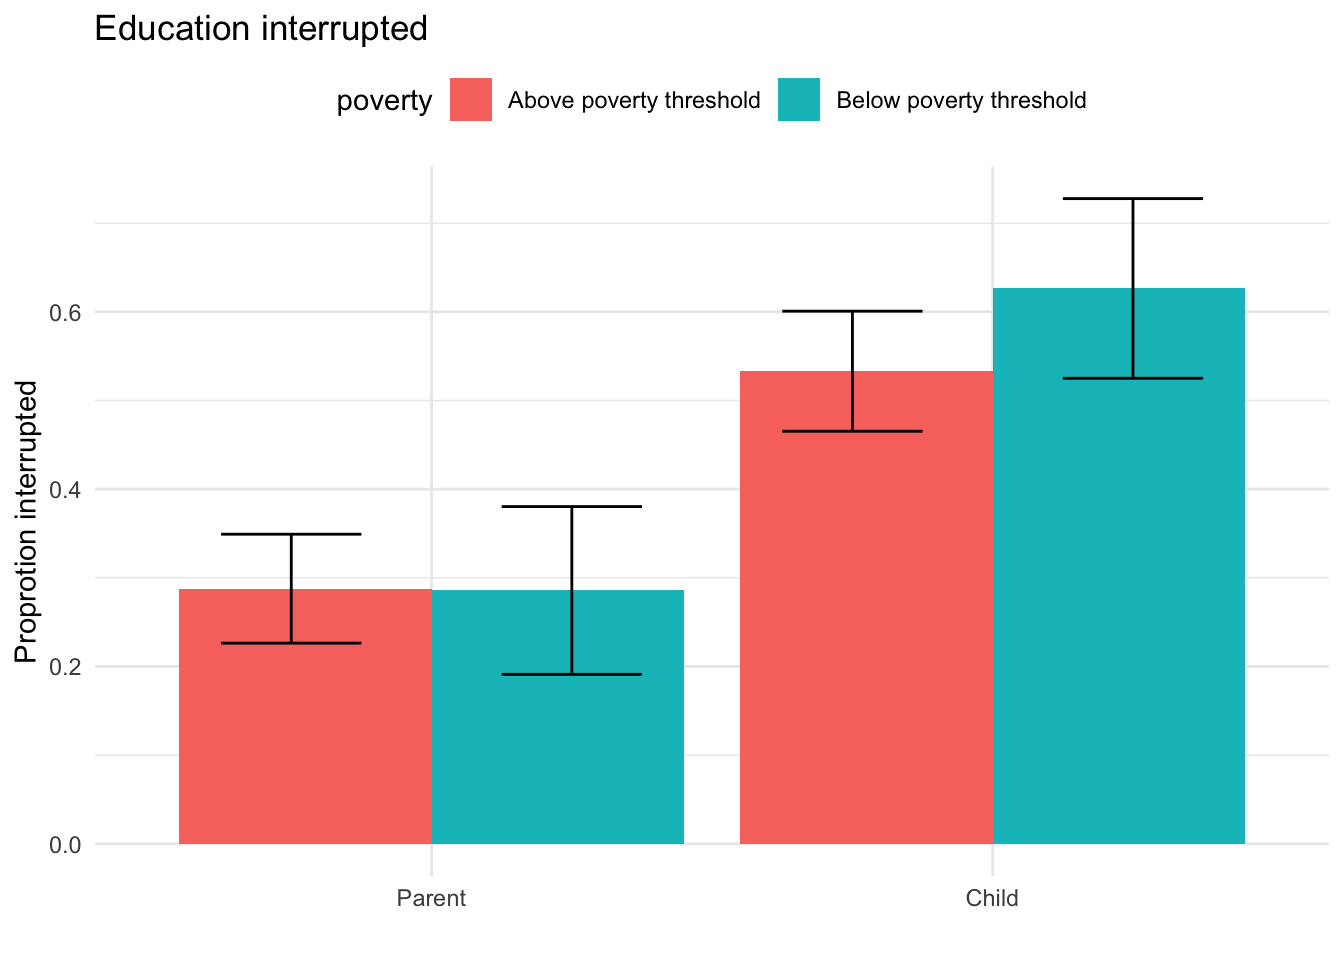 Education interrupted
poverty Above poverty threshold Below poverty threshold
Proprotion interrupted
0.6
0.4
0.2
0.0
Parent Child